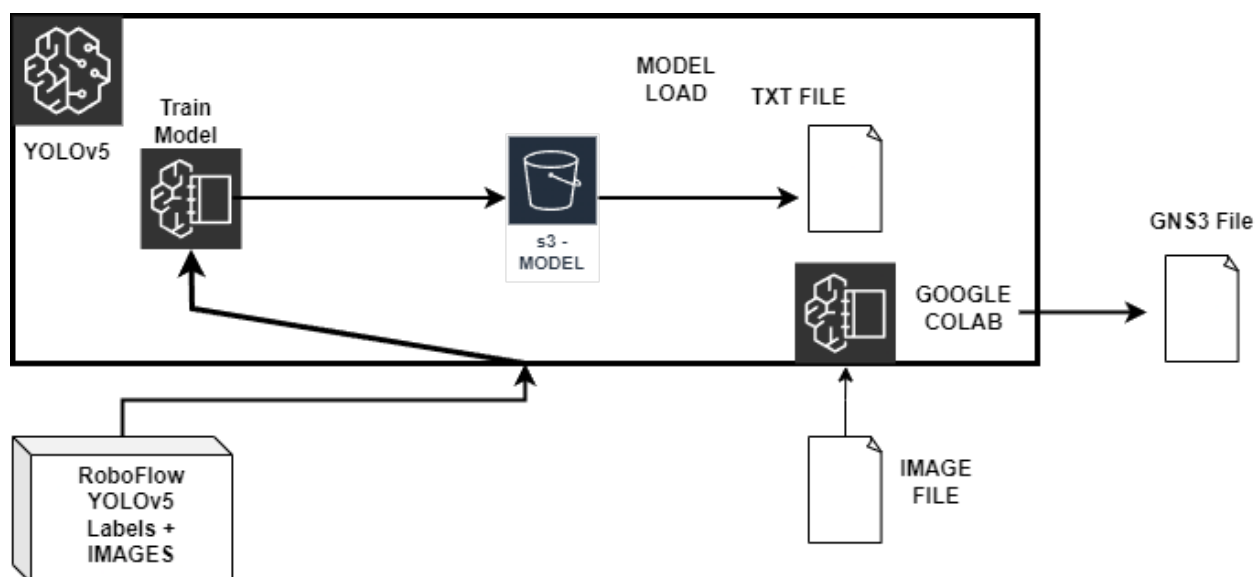 YOLOv5
Train
Model
s3 -
MODEL
MODEL
LOAD
TXT FILE
GOOGLE
COLAB
GNS3 File
RoboFlow
YOLOv5
Labels +
IMAGES
IMAGE
FILE